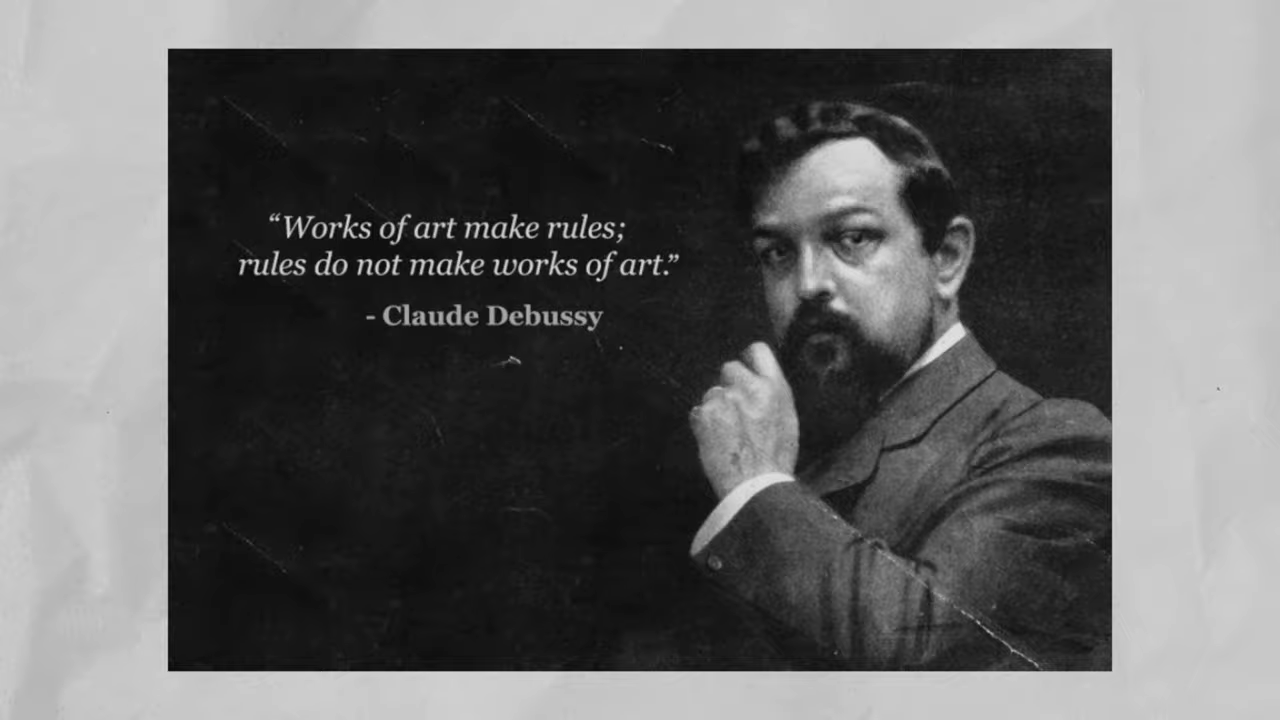 “Works of art make rules;
rules do not make works of art.”
- Claude Debussy